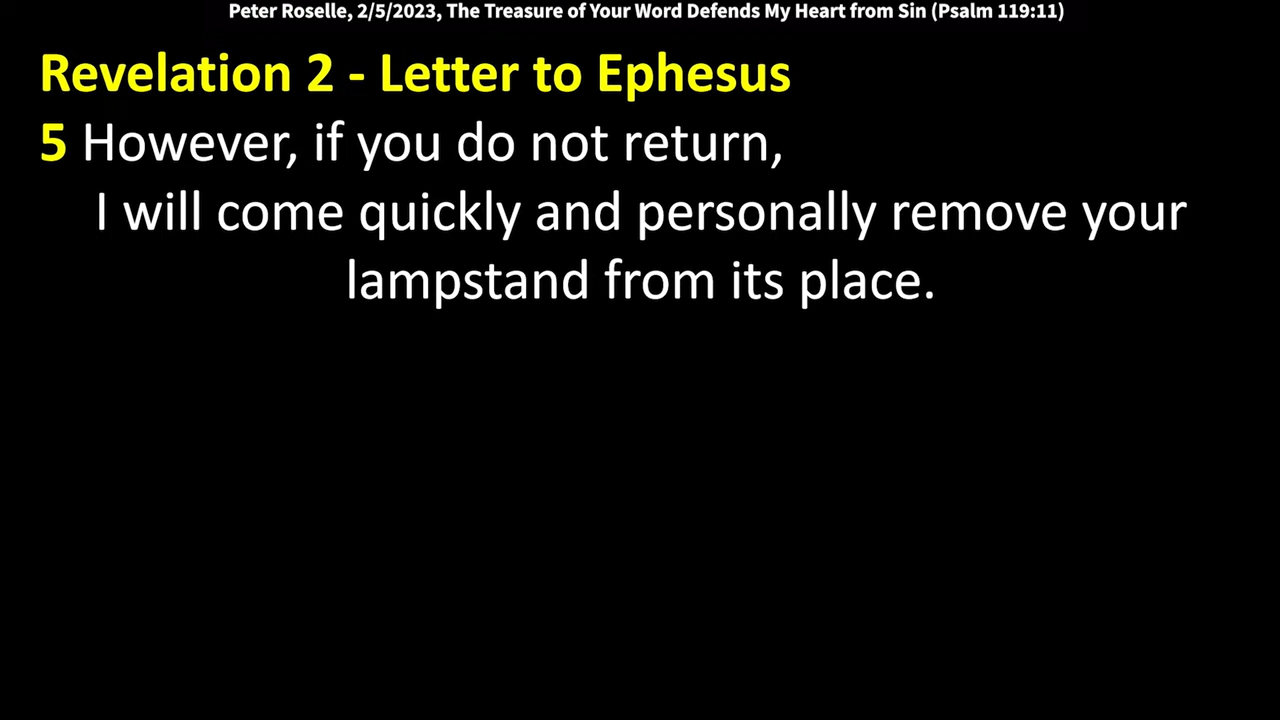 Peter Roselle, 2/5/2023, The Treasure of Your Word Defends My Heart from Sin (Psalm 119:11)
Revelation 2 - Letter to Ephesus
5 However, if you do not return,
I will come quickly and personally remove your
lampstand from its place.